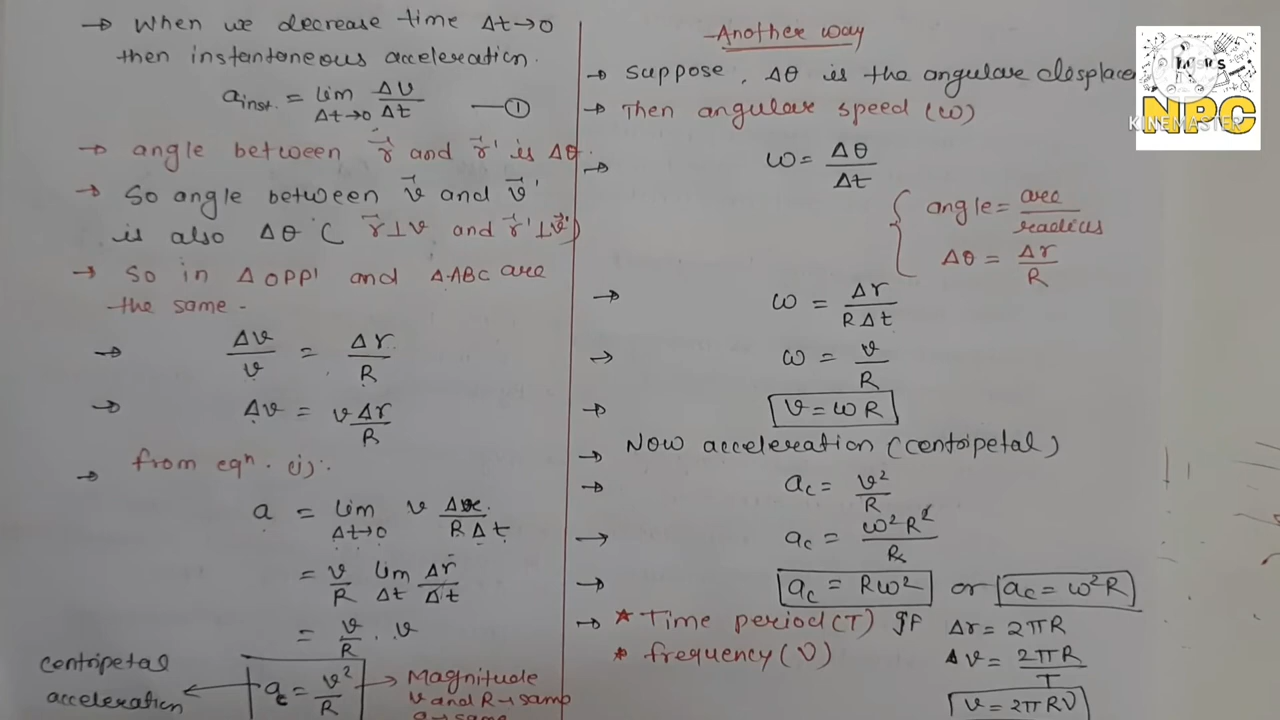 → When we decrease time Δt→0
then instantaneous acceleration.
a inst. = lim Δt→0 Δv/Δt —①
→ angle between r⃗ and r⃗' is Δθ.
→ So angle between v⃗ and v⃗'
is also Δθ ( r⃗⊥v and r⃗'⊥v⃗')
→ So in Δ OPP' and ΔABC are
the same -
→ Δv/v = Δr/R
→ Δv = vΔr/R
→ from eqⁿ. (i):
a = lim Δt→0 v Δr/RΔt
= v/R lim Δt Δr/Δt
= v/R . v
centripetal
acceleration
← a_c = v²/R → Magnitude
v and R → same
Another way
→ Suppose, Δθ is the angular displace
→ Then angular speed (ω)
→ ω = Δθ/Δt
{ angle = arc/radius
Δθ = Δr/R
→ ω = Δr/RΔt
→ ω = v/R
→ v = ωR
→ Now acceleration (centripetal)
→ a_c = v²/R
→ a_c = ω²R²/R
→ a_c = Rω² or a_c = ω²R
→ * Time period (T) If Δr = 2πR
* frequency (ν) v = 2πR/T
v = 2πRν
Physics
NPC
KINEMASTER